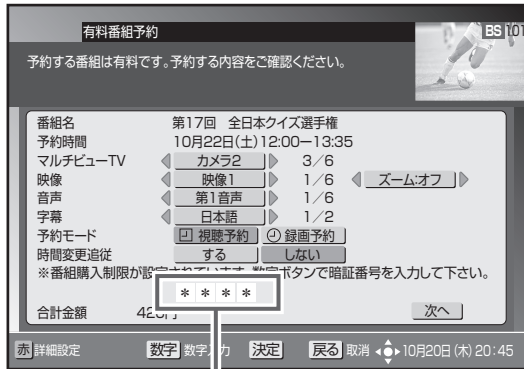 有料番組予約
BS 101
予約する番組は有料です。予約する内容をご確認ください。
番組名 第17回 全日本クイズ選手権
予約時間 10月22日(土)12:00ー13:35
マルチビューTV カメラ2 3/6
映像 映像1 1/6 ズーム:オフ
音声 第1音声 1/6
字幕 日本語 1/2
予約モード 視聴予約 録画予約
時間変更追従 する しない
※番組購入制限が設定されています。数字ボタンで暗証番号を入力して下さい。
＊＊＊＊
合計金額 420円 次へ
赤 詳細設定 数字 数字入力 決定 戻る 取消 10月20日(木)20:45